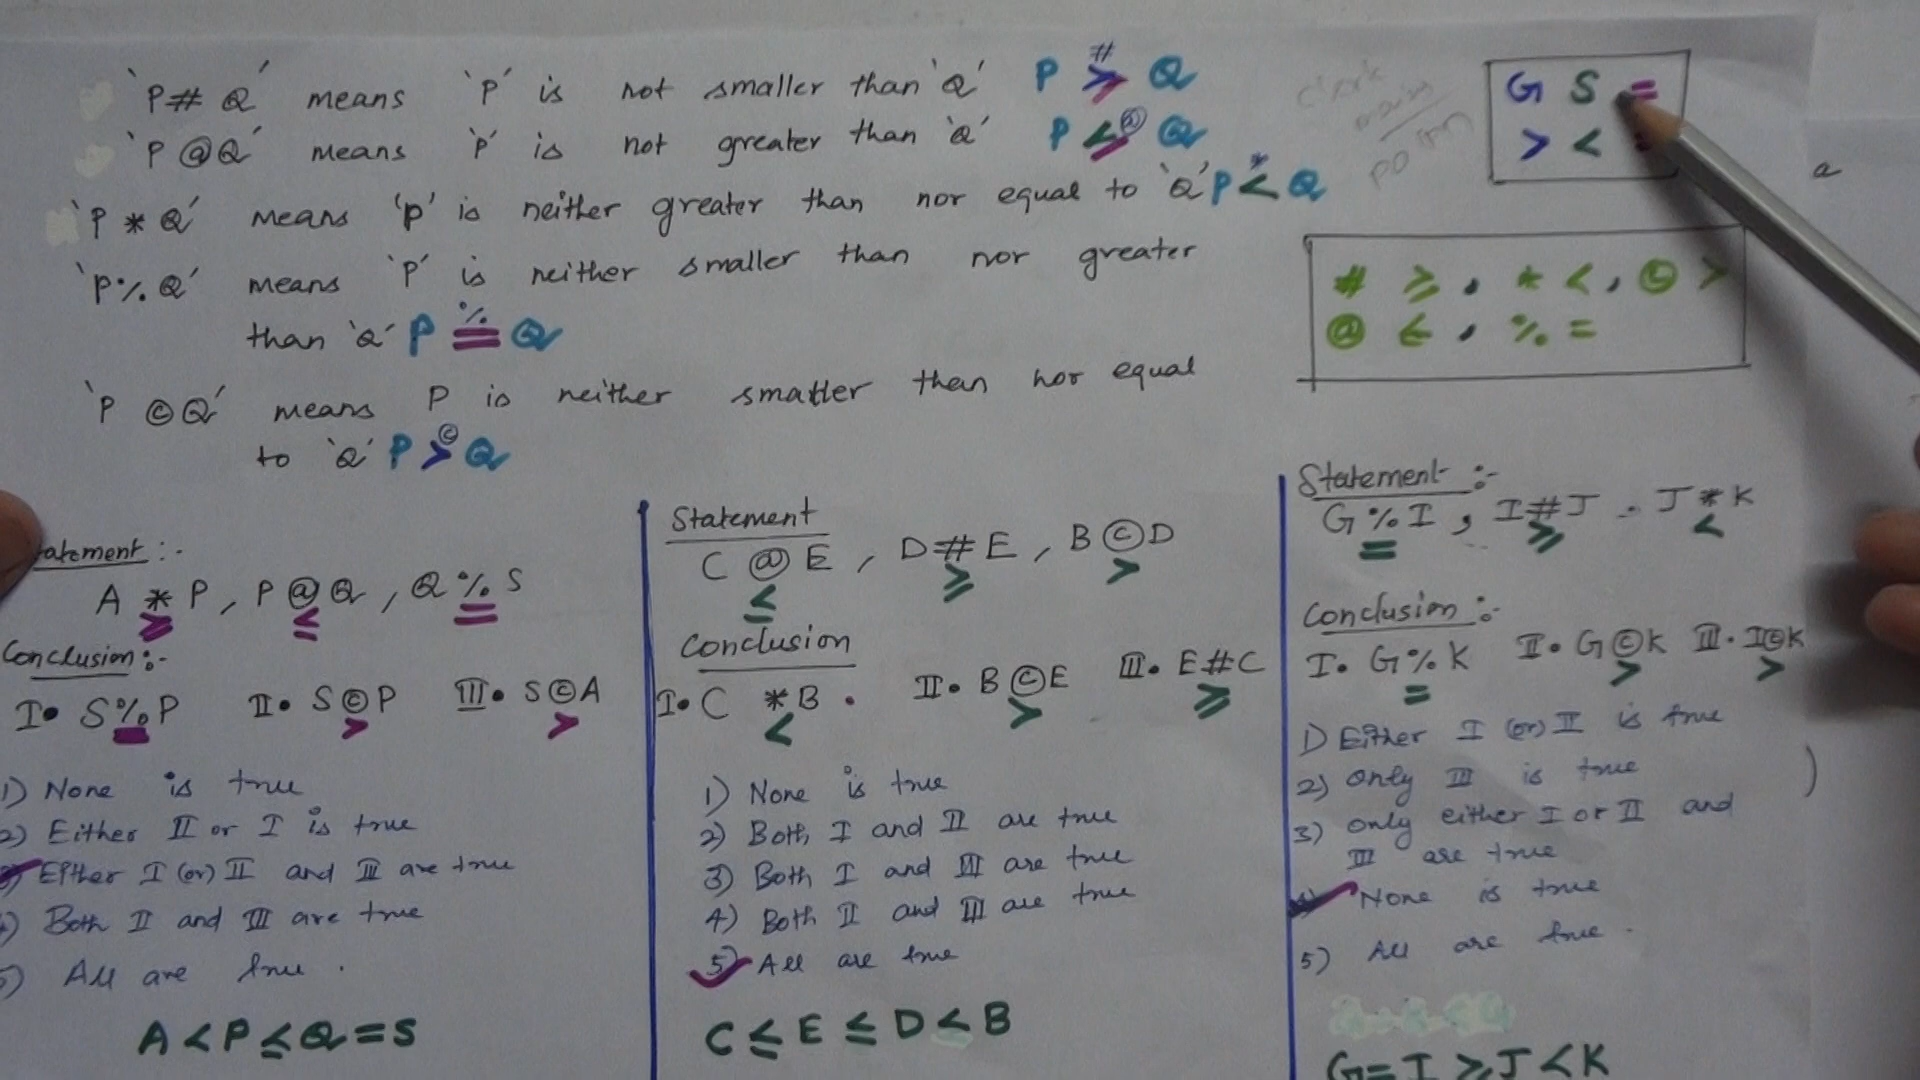 'P# Q' means 'P' is not smaller than 'Q' P # ≥ Q
'P @Q' means 'P' is not greater than 'Q' P ≤ @ Q
'P * Q' means 'P' is neither greater than nor equal to 'Q' P * < Q
'P % Q' means 'P' is neither smaller than nor greater
than 'Q' P % = Q
'P © Q' means P is neither smatter than nor equal
to 'Q' P © > Q
G S =
> <
# ≥ , * < , © >
@ ≤ , % =
atement :-
A * P , P @ Q , Q % S
≥ ≤ =
Conclusion :-
I. S % P II. S © P III. S © A
> >
1) None is true
2) Either II or I is true
3) Either I (or) II and III are true
) Both II and III are true
) All are true .
A < P ≤ Q = S
Statement
C @ E , D # E , B © D
≤ ≥ >
Conclusion
I. C * B . II. B © E III. E # C
< > ≥
1) None is true
2) Both I and II are true
3) Both I and III are true
4) Both II and III are true
5) All are true
C ≤ E ≤ D < B
Statement :-
G % I , I # J . J * K
= ≥ <
Conclusion :-
I. G % K II. G © K III. I © K
= > >
1) Either I (or) II is true
2) Only III is true
3) Only either I or II and
III are true
4) None is true
5) All are true .
G = I ≥ J < K